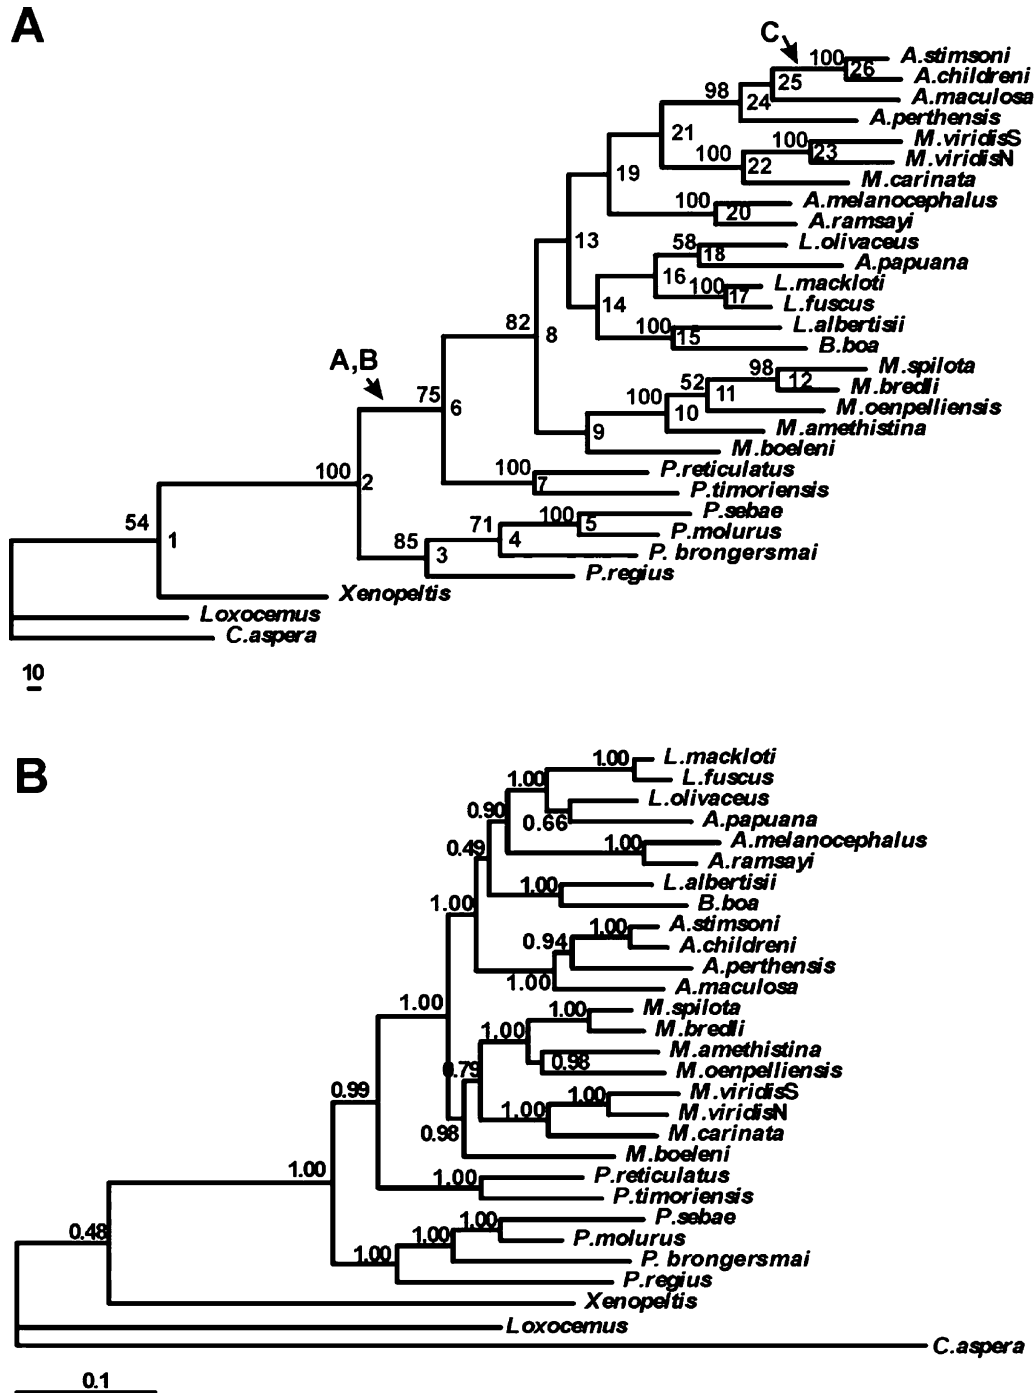 A
C
100 A.stimsoni
26
25 A.childreni
98 A.maculosa
24
A.perthensis
21 100 M.viridisS
23
100 M.viridisN
22
19 M.carinata
100 A.melanocephalus
20
A.ramsayi
13 58 L.olivaceus
18
A.papuana
16 100 L.mackloti
17
14 L.fuscus
82 100 L.albertisii
8 15
B.boa
A,B
98 M.spilota
12
75 52 M.bredli
11
100 M.oenpelliensis
6 10
9 M.amethistina
M.boeleni
100 100 P.reticulatus
2 7
P.timoriensis
100 P.sebae
5
54 71 P.molurus
4
1 85 3 P. brongersmai
P.regius
Xenopeltis
Loxocemus
C.aspera
10
B
1.00 L.mackloti
1.00 L.fuscus
L.olivaceus
0.90 0.66 A.papuana
1.00 A.melanocephalus
0.49 A.ramsayi
1.00 L.albertisii
1.00 B.boa
1.00 A.stimsoni
0.94 A.childreni
A.perthensis
1.00 A.maculosa
1.00 1.00 M.spilota
1.00 M.bredli
M.amethistina
0.79 0.98 M.oenpelliensis
0.99 1.00 M.viridisS
1.00 M.viridisN
0.98 M.carinata
M.boeleni
1.00 1.00 P.reticulatus
P.timoriensis
1.00 P.sebae
0.48 1.00 P.molurus
1.00 P. brongersmai
P.regius
Xenopeltis
Loxocemus
C.aspera
0.1